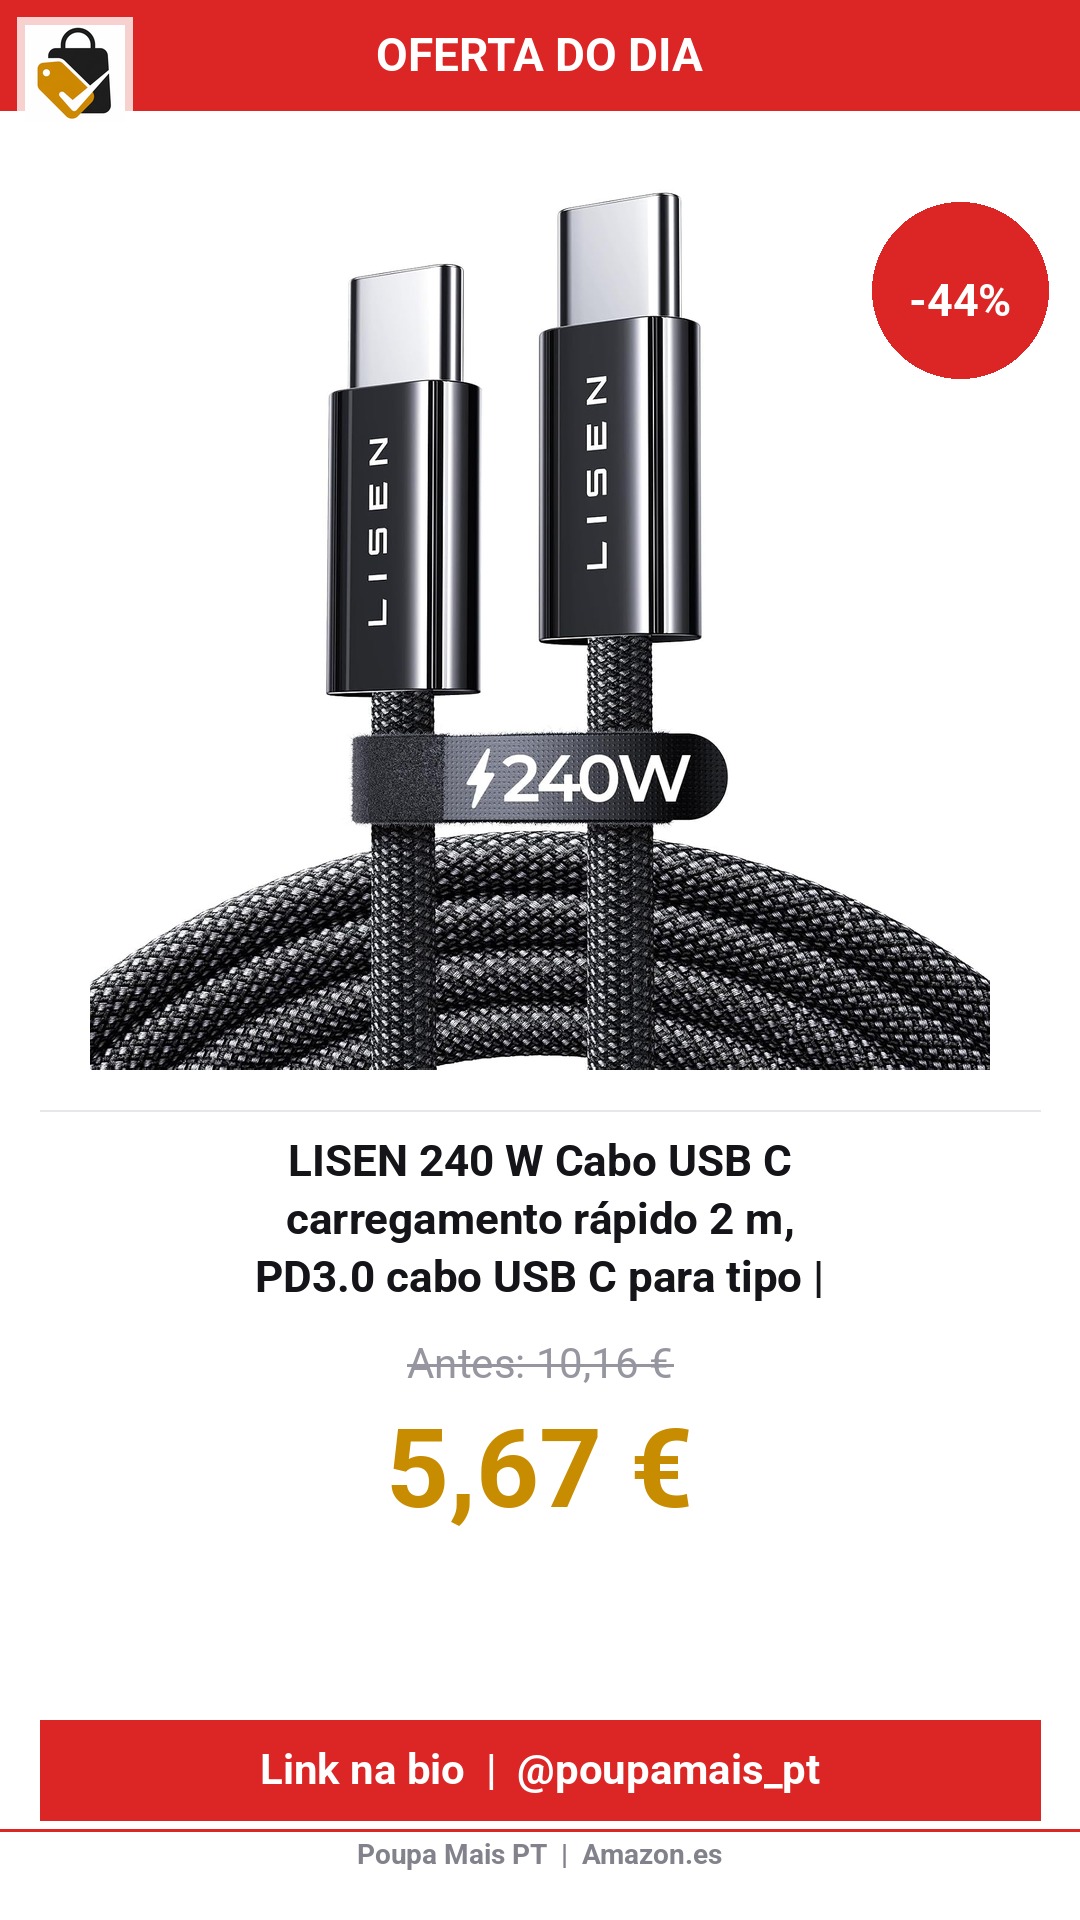 OFERTA DO DIA
-44%
LISEN
LISEN
240W
LISEN 240 W Cabo USB C
carregamento rápido 2 m,
PD3.0 cabo USB C para tipo |
Antes: 10,16 €
5,67 €
Link na bio | @poupamais_pt
Poupa Mais PT | Amazon.es